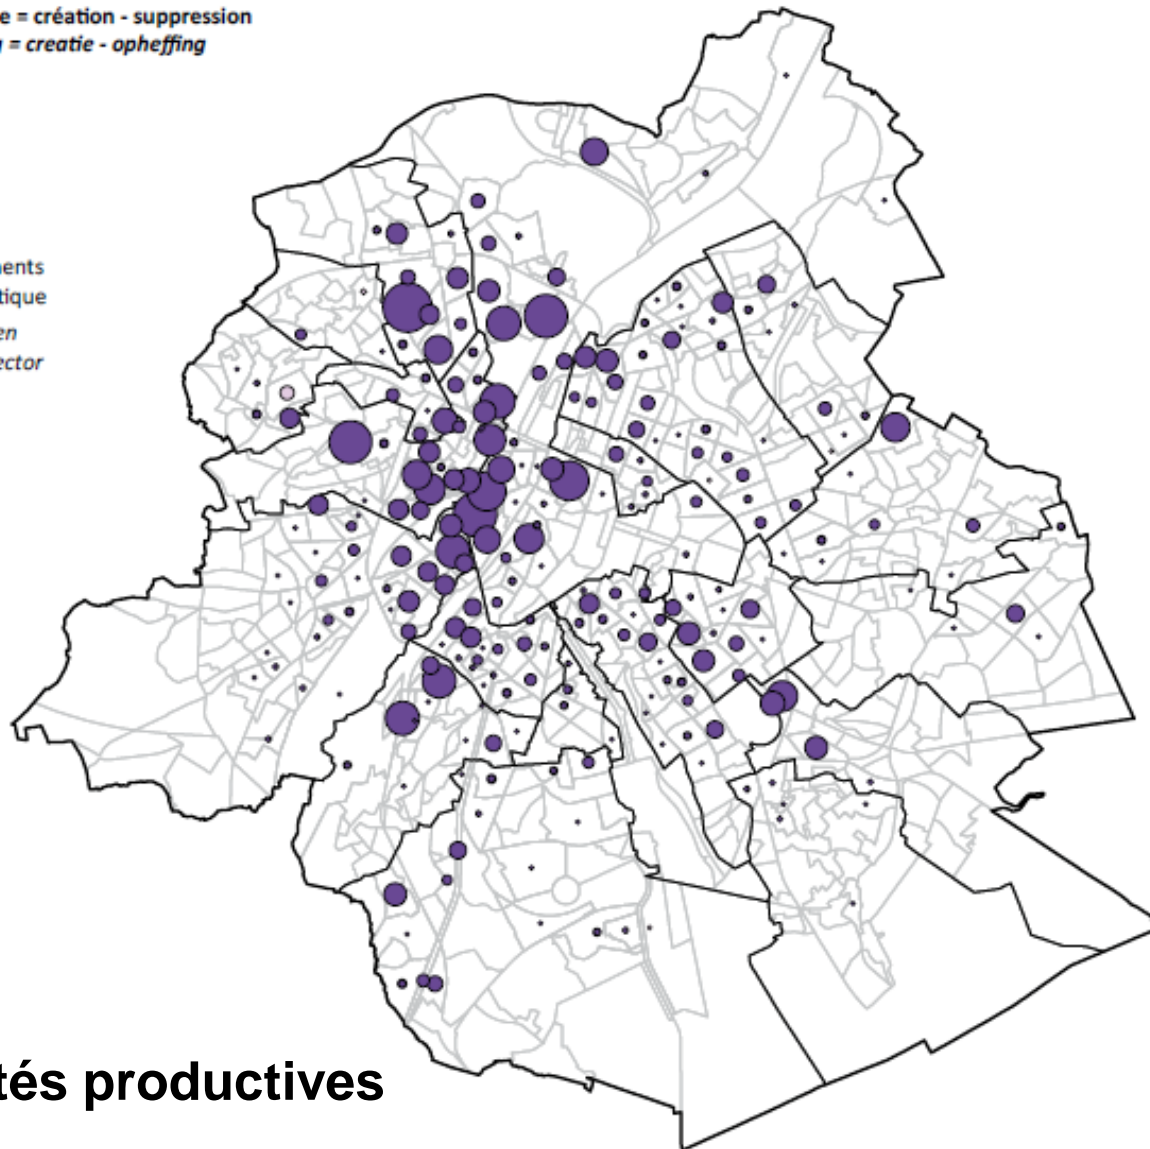 e = création - suppression
= creatie - opheffing
ents
tique
en
ector
tés productives